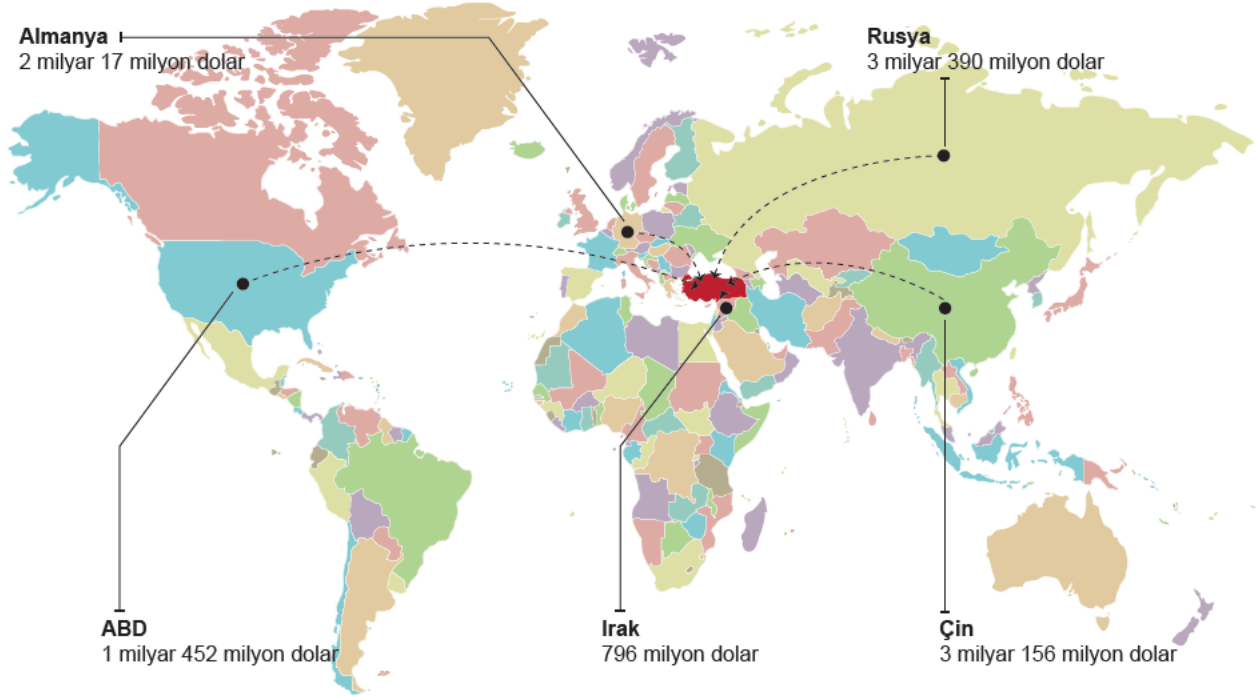 Almanya
2 milyar 17 milyon dolar
Rusya
3 milyar 390 milyon dolar
ABD
1 milyar 452 milyon dolar
Irak
796 milyon dolar
Çin
3 milyar 156 milyon dolar